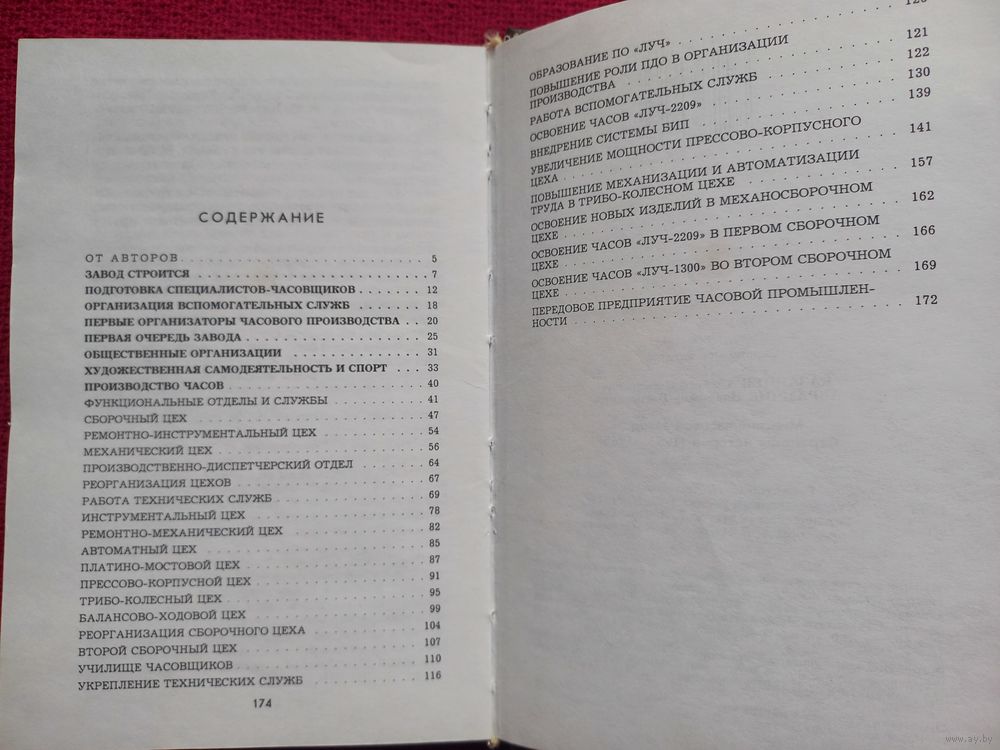 СОДЕРЖАНИЕ
ОТ АВТОРОВ . . . . . . . . . . . . . . . . . . . . 5
ЗАВОД СТРОИТСЯ . . . . . . . . . . . . . . . . . . . 7
ПОДГОТОВКА СПЕЦИАЛИСТОВ-ЧАСОВЩИКОВ . . . . . . 12
ОРГАНИЗАЦИЯ ВСПОМОГАТЕЛЬНЫХ СЛУЖБ . . . . . . 18
ПЕРВЫЕ ОРГАНИЗАТОРЫ ЧАСОВОГО ПРОИЗВОДСТВА . . 20
ПЕРВАЯ ОЧЕРЕДЬ ЗАВОДА . . . . . . . . . . . . . . . 25
ОБЩЕСТВЕННЫЕ ОРГАНИЗАЦИИ . . . . . . . . . . . 31
ХУДОЖЕСТВЕННАЯ САМОДЕЯТЕЛЬНОСТЬ И СПОРТ . . . 33
ПРОИЗВОДСТВО ЧАСОВ . . . . . . . . . . . . . . . . 40
ФУНКЦИОНАЛЬНЫЕ ОТДЕЛЫ И СЛУЖБЫ . . . . . . . . 41
СБОРОЧНЫЙ ЦЕХ . . . . . . . . . . . . . . . . . . . 47
РЕМОНТНО-ИНСТРУМЕНТАЛЬНЫЙ ЦЕХ . . . . . . . . . 54
МЕХАНИЧЕСКИЙ ЦЕХ . . . . . . . . . . . . . . . . . 56
ПРОИЗВОДСТВЕННО-ДИСПЕТЧЕРСКИЙ ОТДЕЛ . . . . . . 64
РЕОРГАНИЗАЦИЯ ЦЕХОВ . . . . . . . . . . . . . . . 67
РАБОТА ТЕХНИЧЕСКИХ СЛУЖБ . . . . . . . . . . . . 69
ИНСТРУМЕНТАЛЬНЫЙ ЦЕХ . . . . . . . . . . . . . . 78
РЕМОНТНО-МЕХАНИЧЕСКИЙ ЦЕХ . . . . . . . . . . . 82
АВТОМАТНЫЙ ЦЕХ . . . . . . . . . . . . . . . . . . 85
ПЛАТИНО-МОСТОВОЙ ЦЕХ . . . . . . . . . . . . . . 87
ПРЕССОВО-КОРПУСНОЙ ЦЕХ . . . . . . . . . . . . . 91
ТРИБО-КОЛЕСНЫЙ ЦЕХ . . . . . . . . . . . . . . . . 95
БАЛАНСОВО-ХОДОВОЙ ЦЕХ . . . . . . . . . . . . . . 99
РЕОРГАНИЗАЦИЯ СБОРОЧНОГО ЦЕХА . . . . . . . . . 104
ВТОРОЙ СБОРОЧНЫЙ ЦЕХ . . . . . . . . . . . . . . 107
УЧИЛИЩЕ ЧАСОВЩИКОВ . . . . . . . . . . . . . . . 110
УКРЕПЛЕНИЕ ТЕХНИЧЕСКИХ СЛУЖБ . . . . . . . . . . 116
174
ОБРАЗОВАНИЕ ПО «ЛУЧ» . . . . . . . . . . . . . . .
ПОВЫШЕНИЕ РОЛИ ПДО В ОРГАНИЗАЦИИ
ПРОИЗВОДСТВА . . . . . . . . . . . . . . . . . . . 121
РАБОТА ВСПОМОГАТЕЛЬНЫХ СЛУЖБ . . . . . . . . . 122
ОСВОЕНИЕ ЧАСОВ «ЛУЧ-2209» . . . . . . . . . . . . 130
ВНЕДРЕНИЕ СИСТЕМЫ БИП . . . . . . . . . . . . . . 139
УВЕЛИЧЕНИЕ МОЩНОСТИ ПРЕССОВО-КОРПУСНОГО
ЦЕХА . . . . . . . . . . . . . . . . . . . . . . . 141
ПОВЫШЕНИЕ МЕХАНИЗАЦИИ И АВТОМАТИЗАЦИИ
ТРУДА В ТРИБО-КОЛЕСНОМ ЦЕХЕ . . . . . . . . . . 157
ОСВОЕНИЕ НОВЫХ ИЗДЕЛИЙ В МЕХАНОСБОРОЧНОМ
ЦЕХЕ . . . . . . . . . . . . . . . . . . . . . . . 162
ОСВОЕНИЕ ЧАСОВ «ЛУЧ-2209» В ПЕРВОМ СБОРОЧНОМ
ЦЕХЕ . . . . . . . . . . . . . . . . . . . . . . . 166
ОСВОЕНИЕ ЧАСОВ «ЛУЧ-1300» ВО ВТОРОМ СБОРОЧНОМ
ЦЕХЕ . . . . . . . . . . . . . . . . . . . . . . . 169
ПЕРЕДОВОЕ ПРЕДПРИЯТИЕ ЧАСОВОЙ ПРОМЫШЛЕН-
НОСТИ . . . . . . . . . . . . . . . . . . . . . . 172
www.ay.by